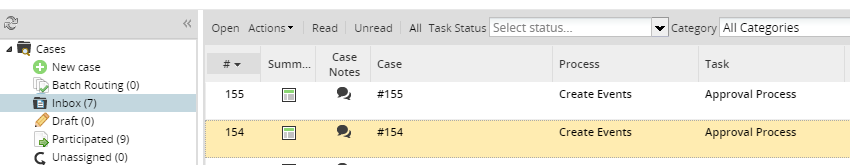 Open Actions Read Unread All Task Status Select status... Category All Categories
Cases
New case
Batch Routing (0)
Inbox (7)
Draft (0)
Participated (9)
Unassigned (0)
# Summ... Case Notes Case Process Task
155 #155 Create Events Approval Process
154 #154 Create Events Approval Process